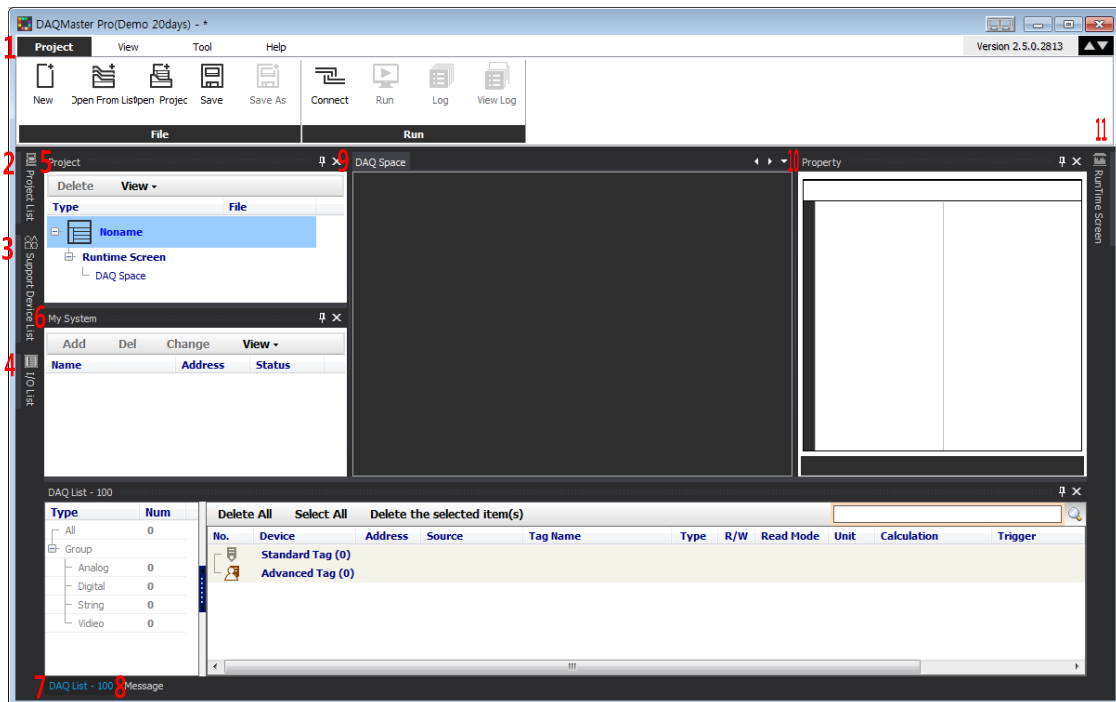 DAQMaster Pro(Demo 20days) - *
1 Project View Tool Help Version 2.5.0.2813
New Open From List Open Projec Save Save As Connect Run Log View Log
File Run 11
2 Project List
3 Support Device List
4 I/O List
5 Project
Delete View
Type File
Noname
Runtime Screen
DAQ Space
6 My System
Add Del Change View
Name Address Status
9 DAQ Space
10 Property
RunTime Screen
DAQ List - 100
Type Num
All 0
Group
Analog 0
Digital 0
String 0
Vidieo 0
Delete All Select All Delete the selected item(s)
No. Device Address Source Tag Name Type R/W Read Mode Unit Calculation Trigger
Standard Tag (0)
Advanced Tag (0)
7 DAQ List - 100 8 Message